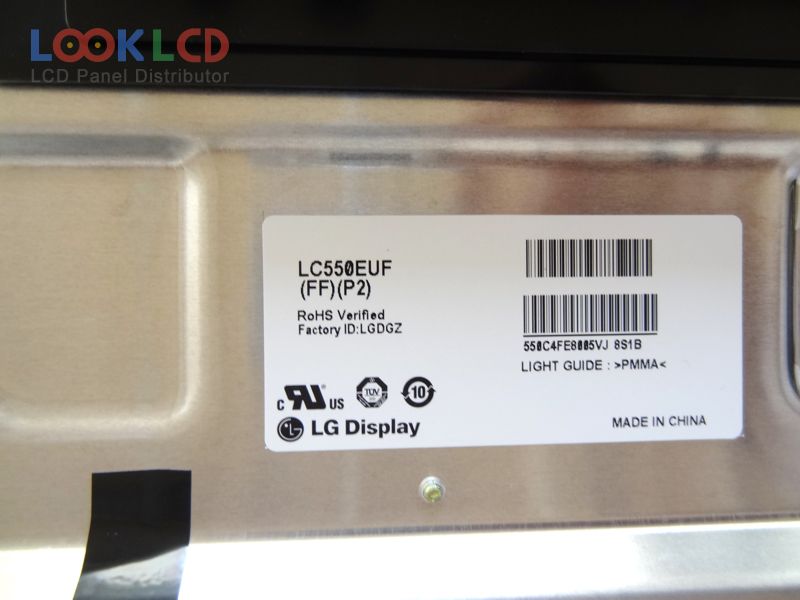 LOOKLCD
LCD Panel Distributor
LC550EUF
(FF)(P2)
RoHS Verified
Factory ID:LGDGZ
550C4FE8005VJ 8S1B
LIGHT GUIDE : >PMMA<
c RU US TÜV 10
LG Display
MADE IN CHINA